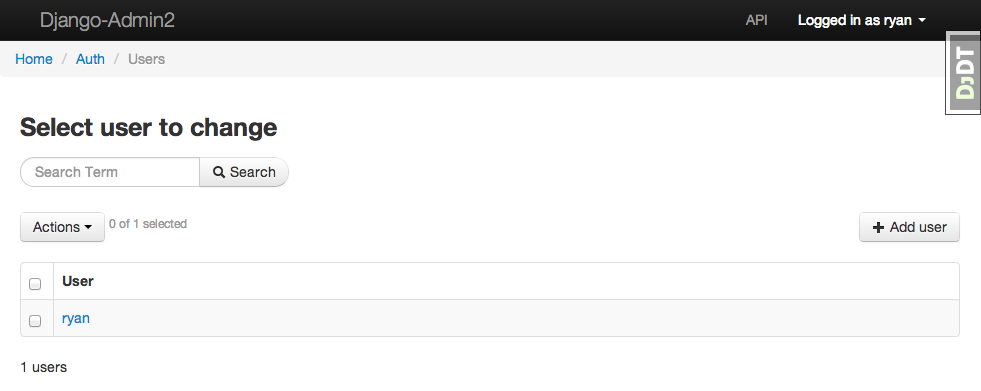 Django-Admin2 API Logged in as ryan
Home / Auth / Users
DJDT
Select user to change
Search Term Search
Actions 0 of 1 selected Add user
User
ryan
1 users